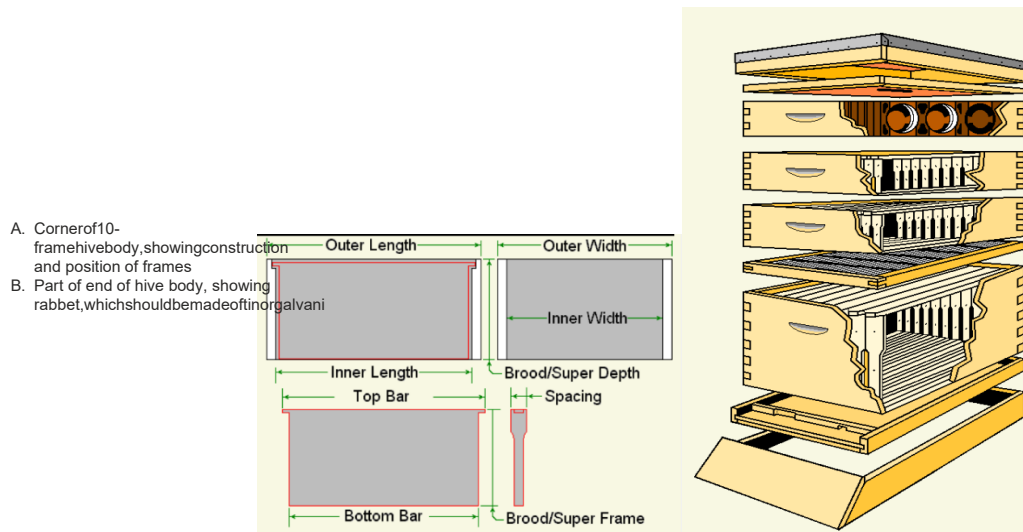 A. Cornerof10-
framehivebody,showingconstruction
and position of frames
B. Part of end of hive body, showing
rabbet,whichshouldbemadeoftinorgalvani
Outer Length
Outer Width
Inner Width
Inner Length
Brood/Super Depth
Top Bar
Spacing
Bottom Bar
Brood/Super Frame